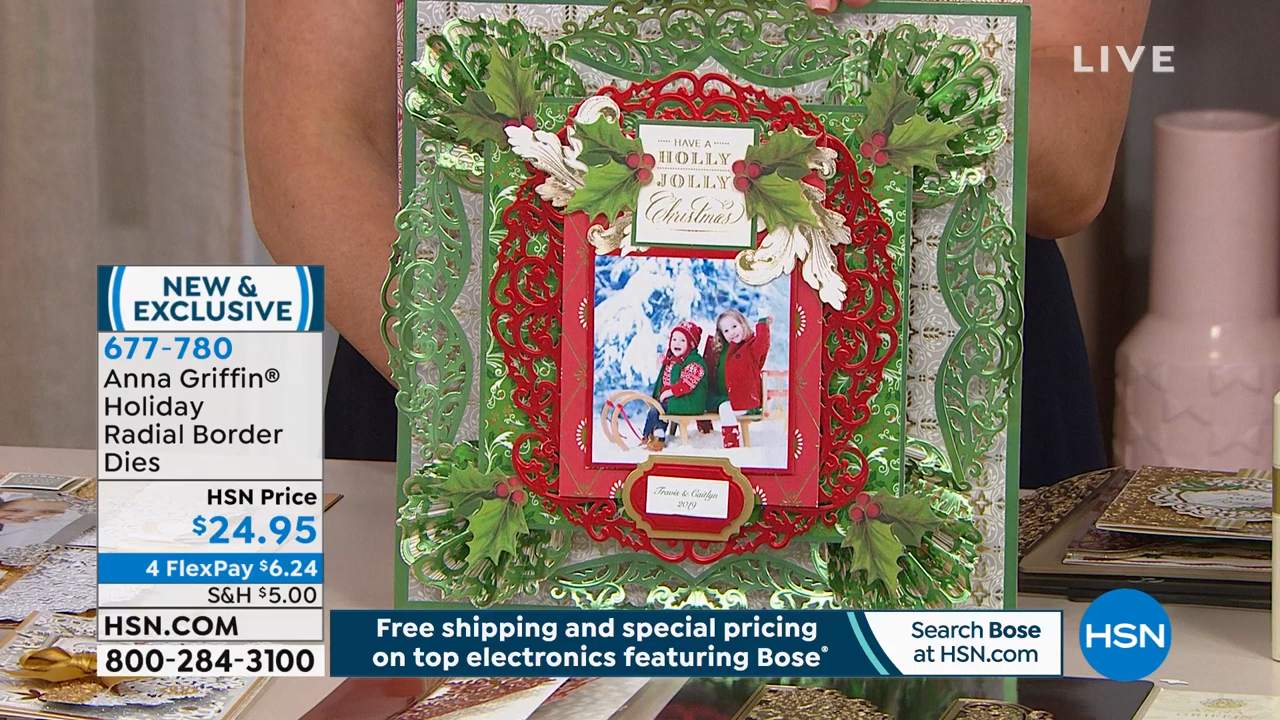 LIVE
HAVE A
HOLLY
JOLLY
Christmas
Travis & Caitlyn
2019
NEW &
EXCLUSIVE
677-780
Anna Griffin®
Holiday
Radial Border
Dies
HSN Price
$24.95
4 FlexPay $6.24
S&H $5.00
HSN.COM
800-284-3100
Free shipping and special pricing
on top electronics featuring Bose®
Search Bose
at HSN.com
HSN